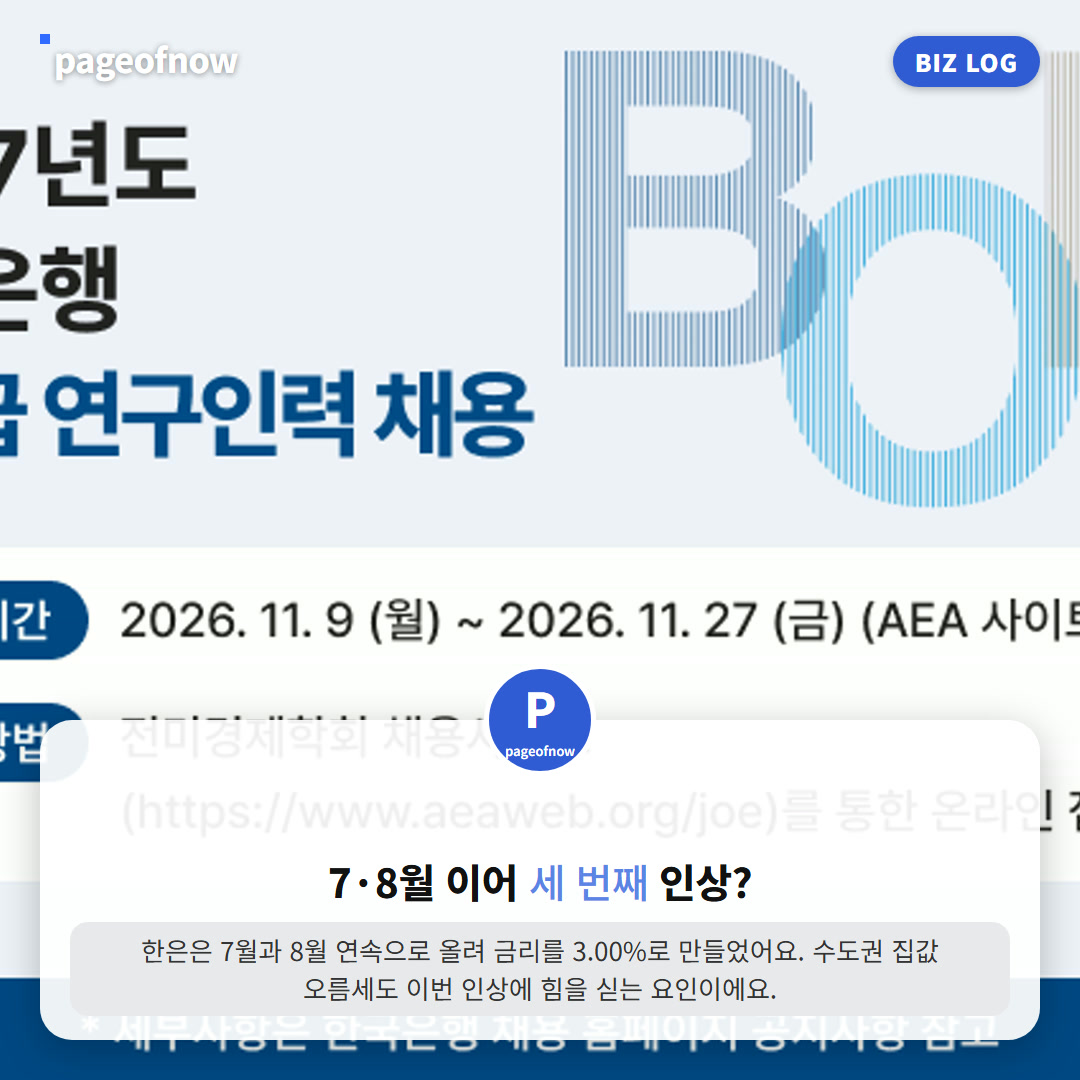 pageofnow
BIZ LOG
7년도
은행
급 연구인력 채용
BO
기간
2026. 11. 9 (월) ~ 2026. 11. 27 (금) (AEA 사이트
방법
전미경제학회 채용사
(https://www.aeaweb.org/joe)를 통한 온라인
P
pageofnow
7·8월 이어 세 번째 인상?
한은은 7월과 8월 연속으로 올려 금리를 3.00%로 만들었어요. 수도권 집값
오름세도 이번 인상에 힘을 싣는 요인이에요.
* 세부사항은 한국은행 채용 홈페이지 공지사항 참고